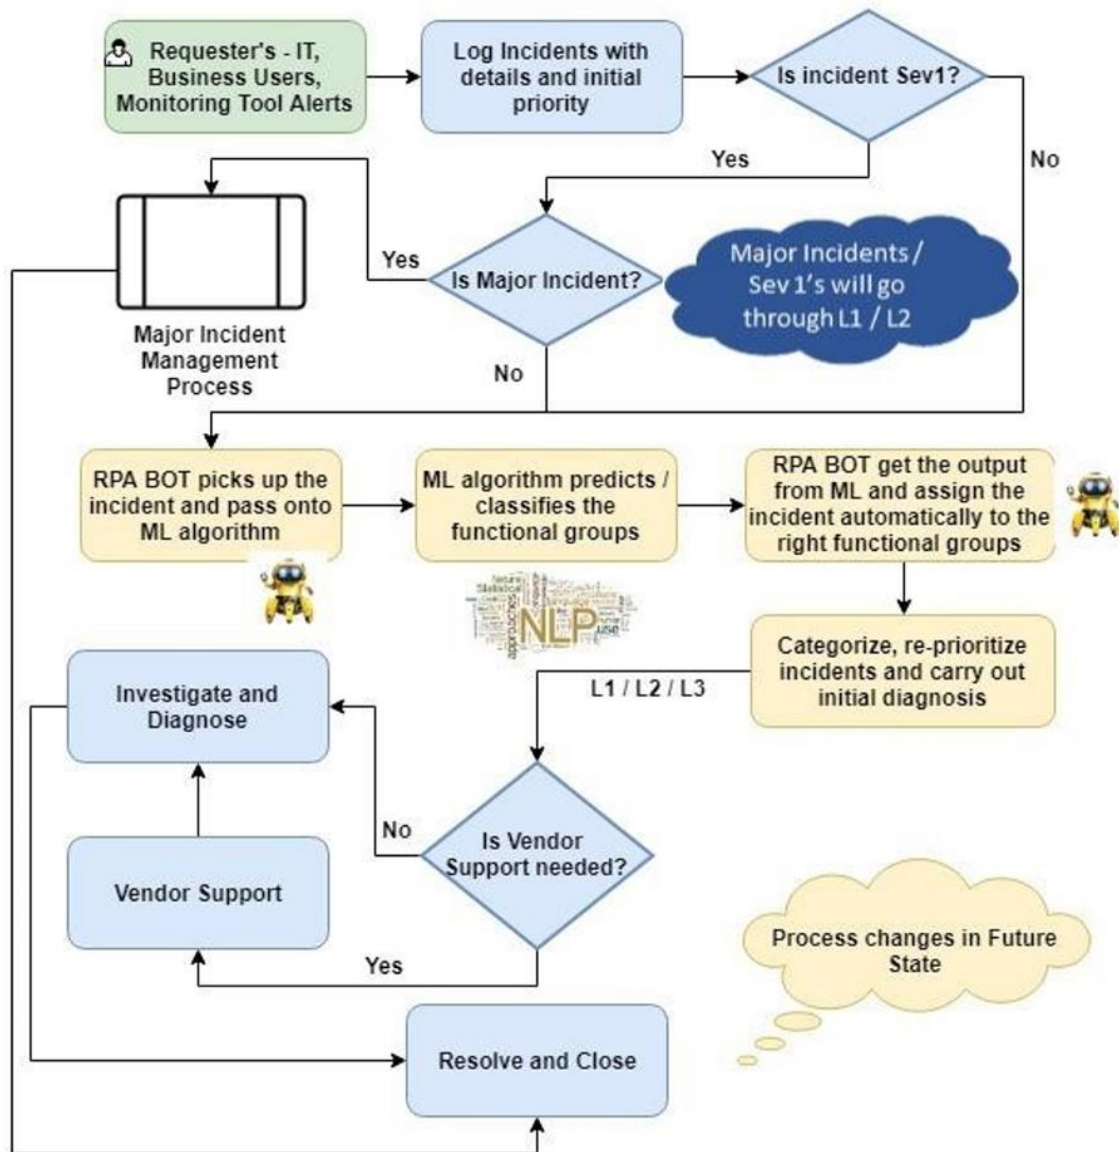 Requester's - IT,
Business Users,
Monitoring Tool Alerts
Log Incidents with
details and initial
priority
Is incident Sev1?
Yes
No
Is Major Incident?
Yes
No
Major Incidents /
Sev 1's will go
through L1 / L2
Major Incident
Management
Process
RPA BOT picks up the
incident and pass onto
ML algorithm
ML algorithm predicts /
classifies the
functional groups
RPA BOT get the output
from ML and assign the
incident automatically to the
right functional groups
Natural
Statistical
language
approaches
NLP
use
Categorize, re-prioritize
incidents and carry out
initial diagnosis
L1 / L2 / L3
Investigate and
Diagnose
Is Vendor
Support needed?
No
Yes
Vendor Support
Process changes in Future
State
Resolve and Close